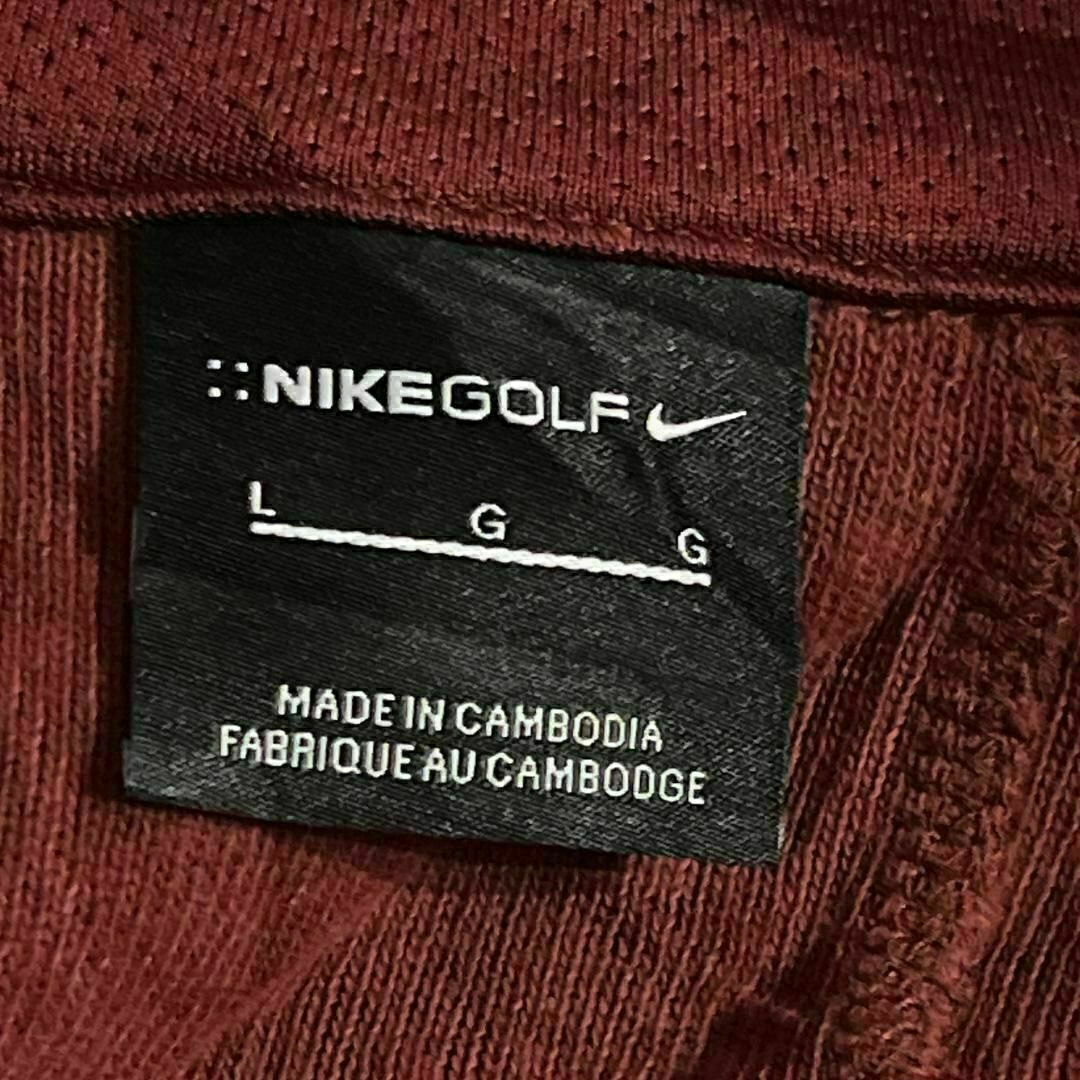 ::NIKEGOLF
L G G
MADE IN CAMBODIA
FABRIQUE AU CAMBODGE